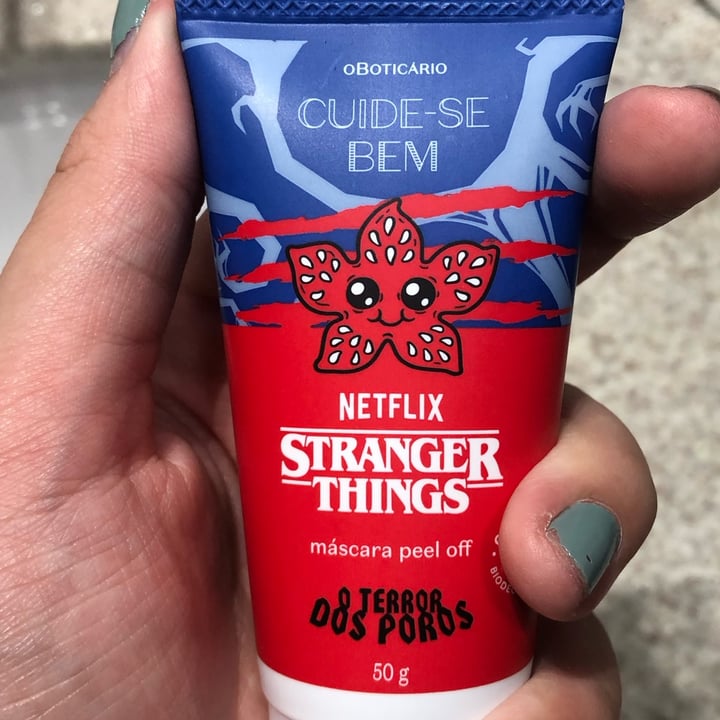 oBOTICÁRIO
CUIDE-SE
BEM
NETFLIX
STRANGER
THINGS
máscara peel off
O TERROR
DOS POROS
50 g